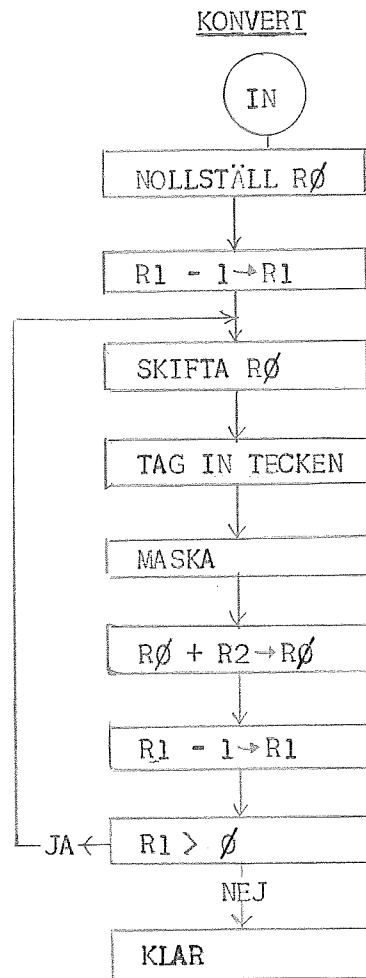 KONVERT
IN
NOLLSTÄLL RØ
R1 - 1→R1
SKIFTA RØ
TAG IN TECKEN
MASKA
RØ + R2→RØ
R1 - 1→R1
JA R1 > Ø
NEJ
KLAR